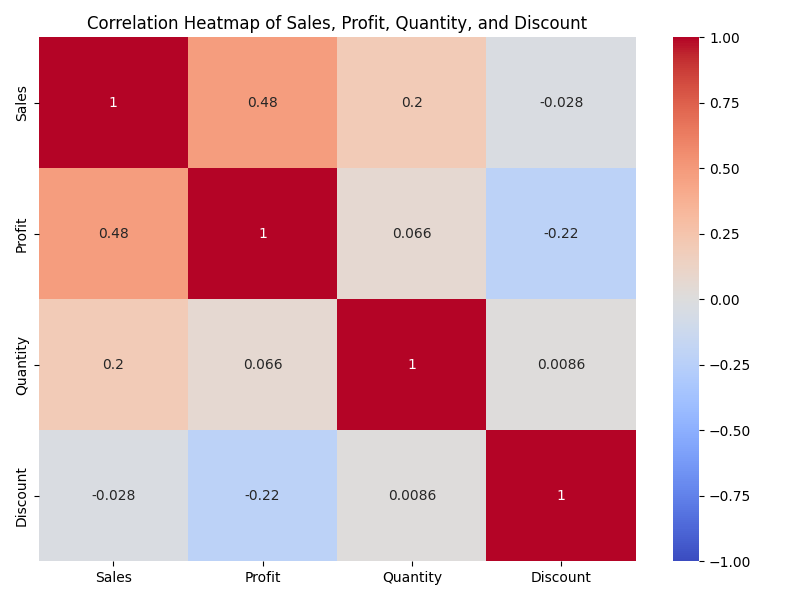 Correlation Heatmap of Sales, Profit, Quantity, and Discount
Sales
1
0.48
0.2
-0.028
Profit
0.48
1
0.066
-0.22
Quantity
0.2
0.066
1
0.0086
Discount
-0.028
-0.22
0.0086
1
Sales
Profit
Quantity
Discount
1.00
0.75
0.50
0.25
0.00
−0.25
−0.50
−0.75
−1.00